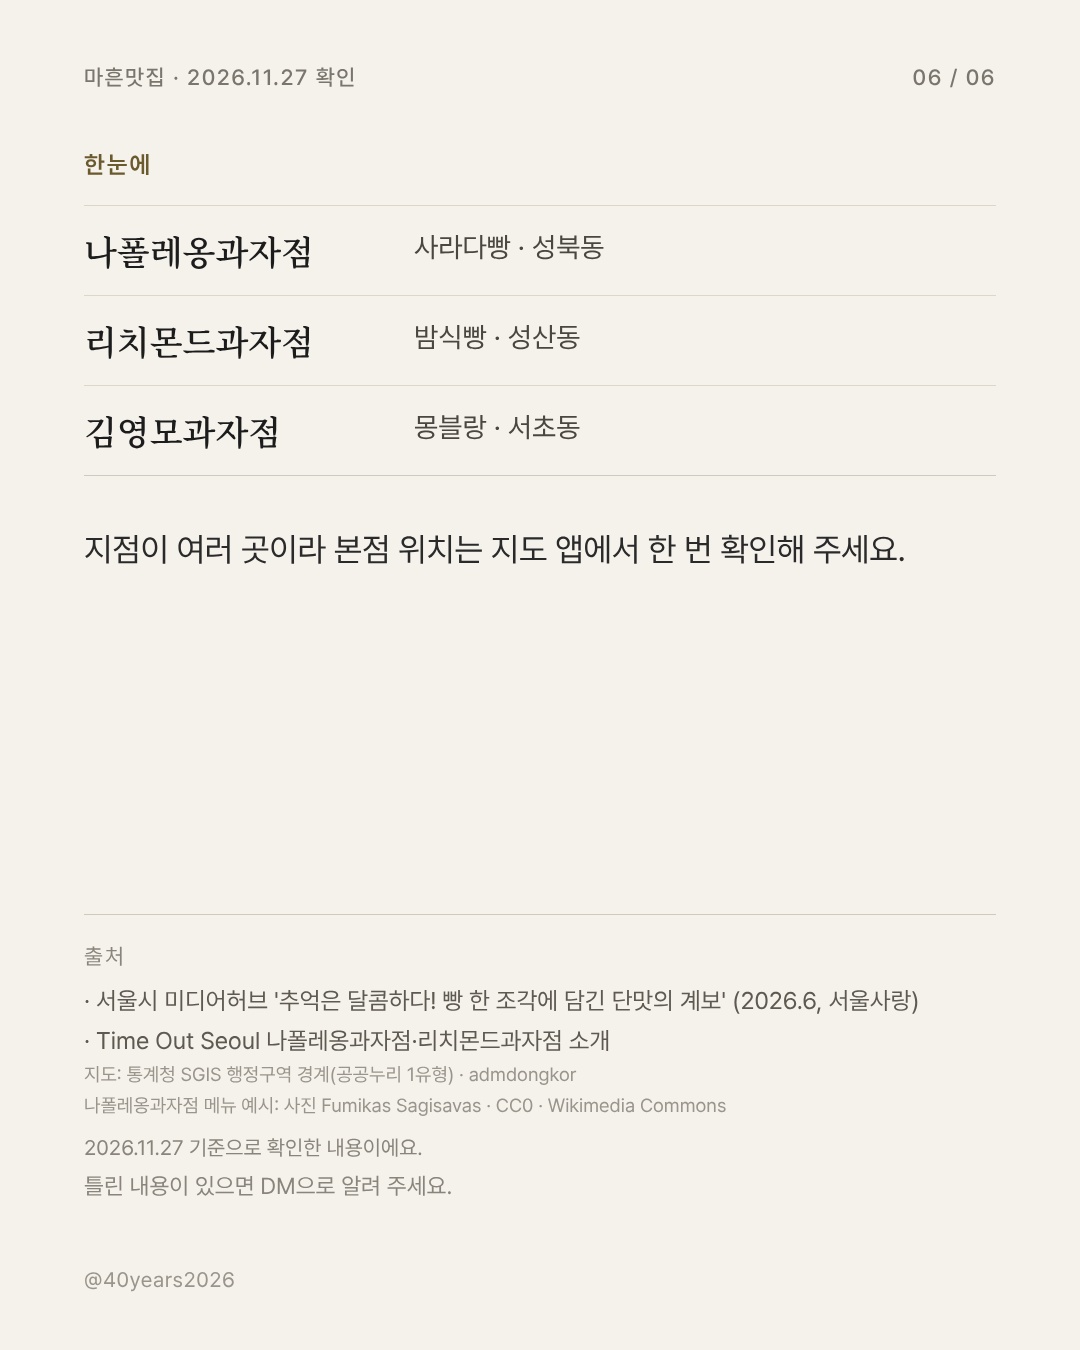 마흔맛집 · 2026.11.27 확인
06 / 06
한눈에
나폴레옹과자점 사라다빵 · 성북동
리치몬드과자점 밤식빵 · 성산동
김영모과자점 몽블랑 · 서초동
지점이 여러 곳이라 본점 위치는 지도 앱에서 한 번 확인해 주세요.
출처
· 서울시 미디어허브 '추억은 달콤하다! 빵 한 조각에 담긴 단맛의 계보' (2026.6, 서울사랑)
· Time Out Seoul 나폴레옹과자점·리치몬드과자점 소개
지도: 통계청 SGIS 행정구역 경계(공공누리 1유형) · admdongkor
나폴레옹과자점 메뉴 예시: 사진 Fumikas Sagisavas · CC0 · Wikimedia Commons
2026.11.27 기준으로 확인한 내용이에요.
틀린 내용이 있으면 DM으로 알려 주세요.
@40years2026